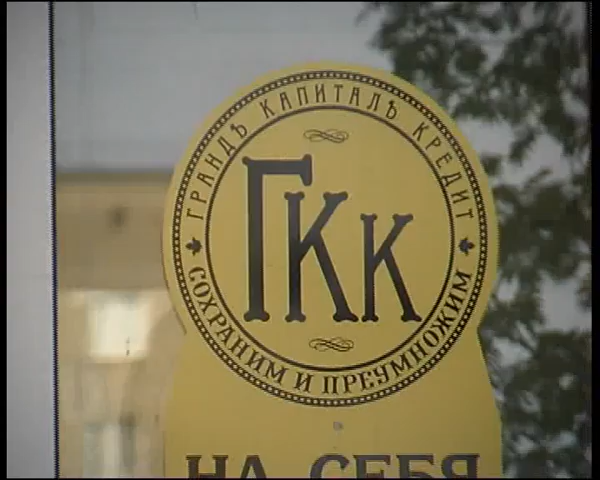 ГРАНДЪ КАПИТАЛЪ КРЕДИТ
ГКК
СОХРАНИМ И ПРЕУМНОЖИМ
НА СЕБЯ